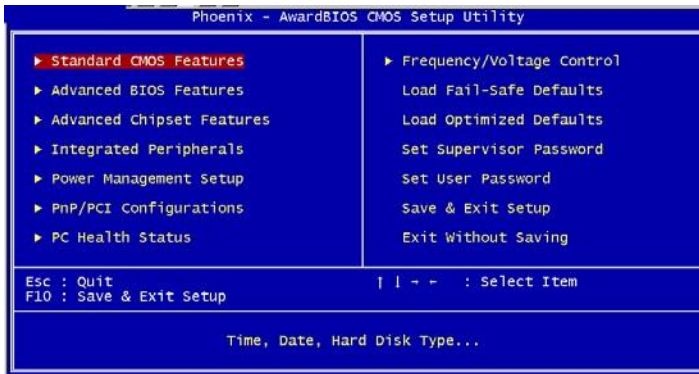 Phoenix - AwardBIOS CMOS Setup Utility
▶ Standard CMOS Features
▶ Advanced BIOS Features
▶ Advanced Chipset Features
▶ Integrated Peripherals
▶ Power Management Setup
▶ PnP/PCI Configurations
▶ PC Health Status
▶ Frequency/Voltage Control
Load Fail-Safe Defaults
Load Optimized Defaults
Set Supervisor Password
Set User Password
Save & Exit Setup
Exit Without Saving
Esc : Quit
F10 : Save & Exit Setup
↑ ↓ → ← : Select Item
Time, Date, Hard Disk Type...